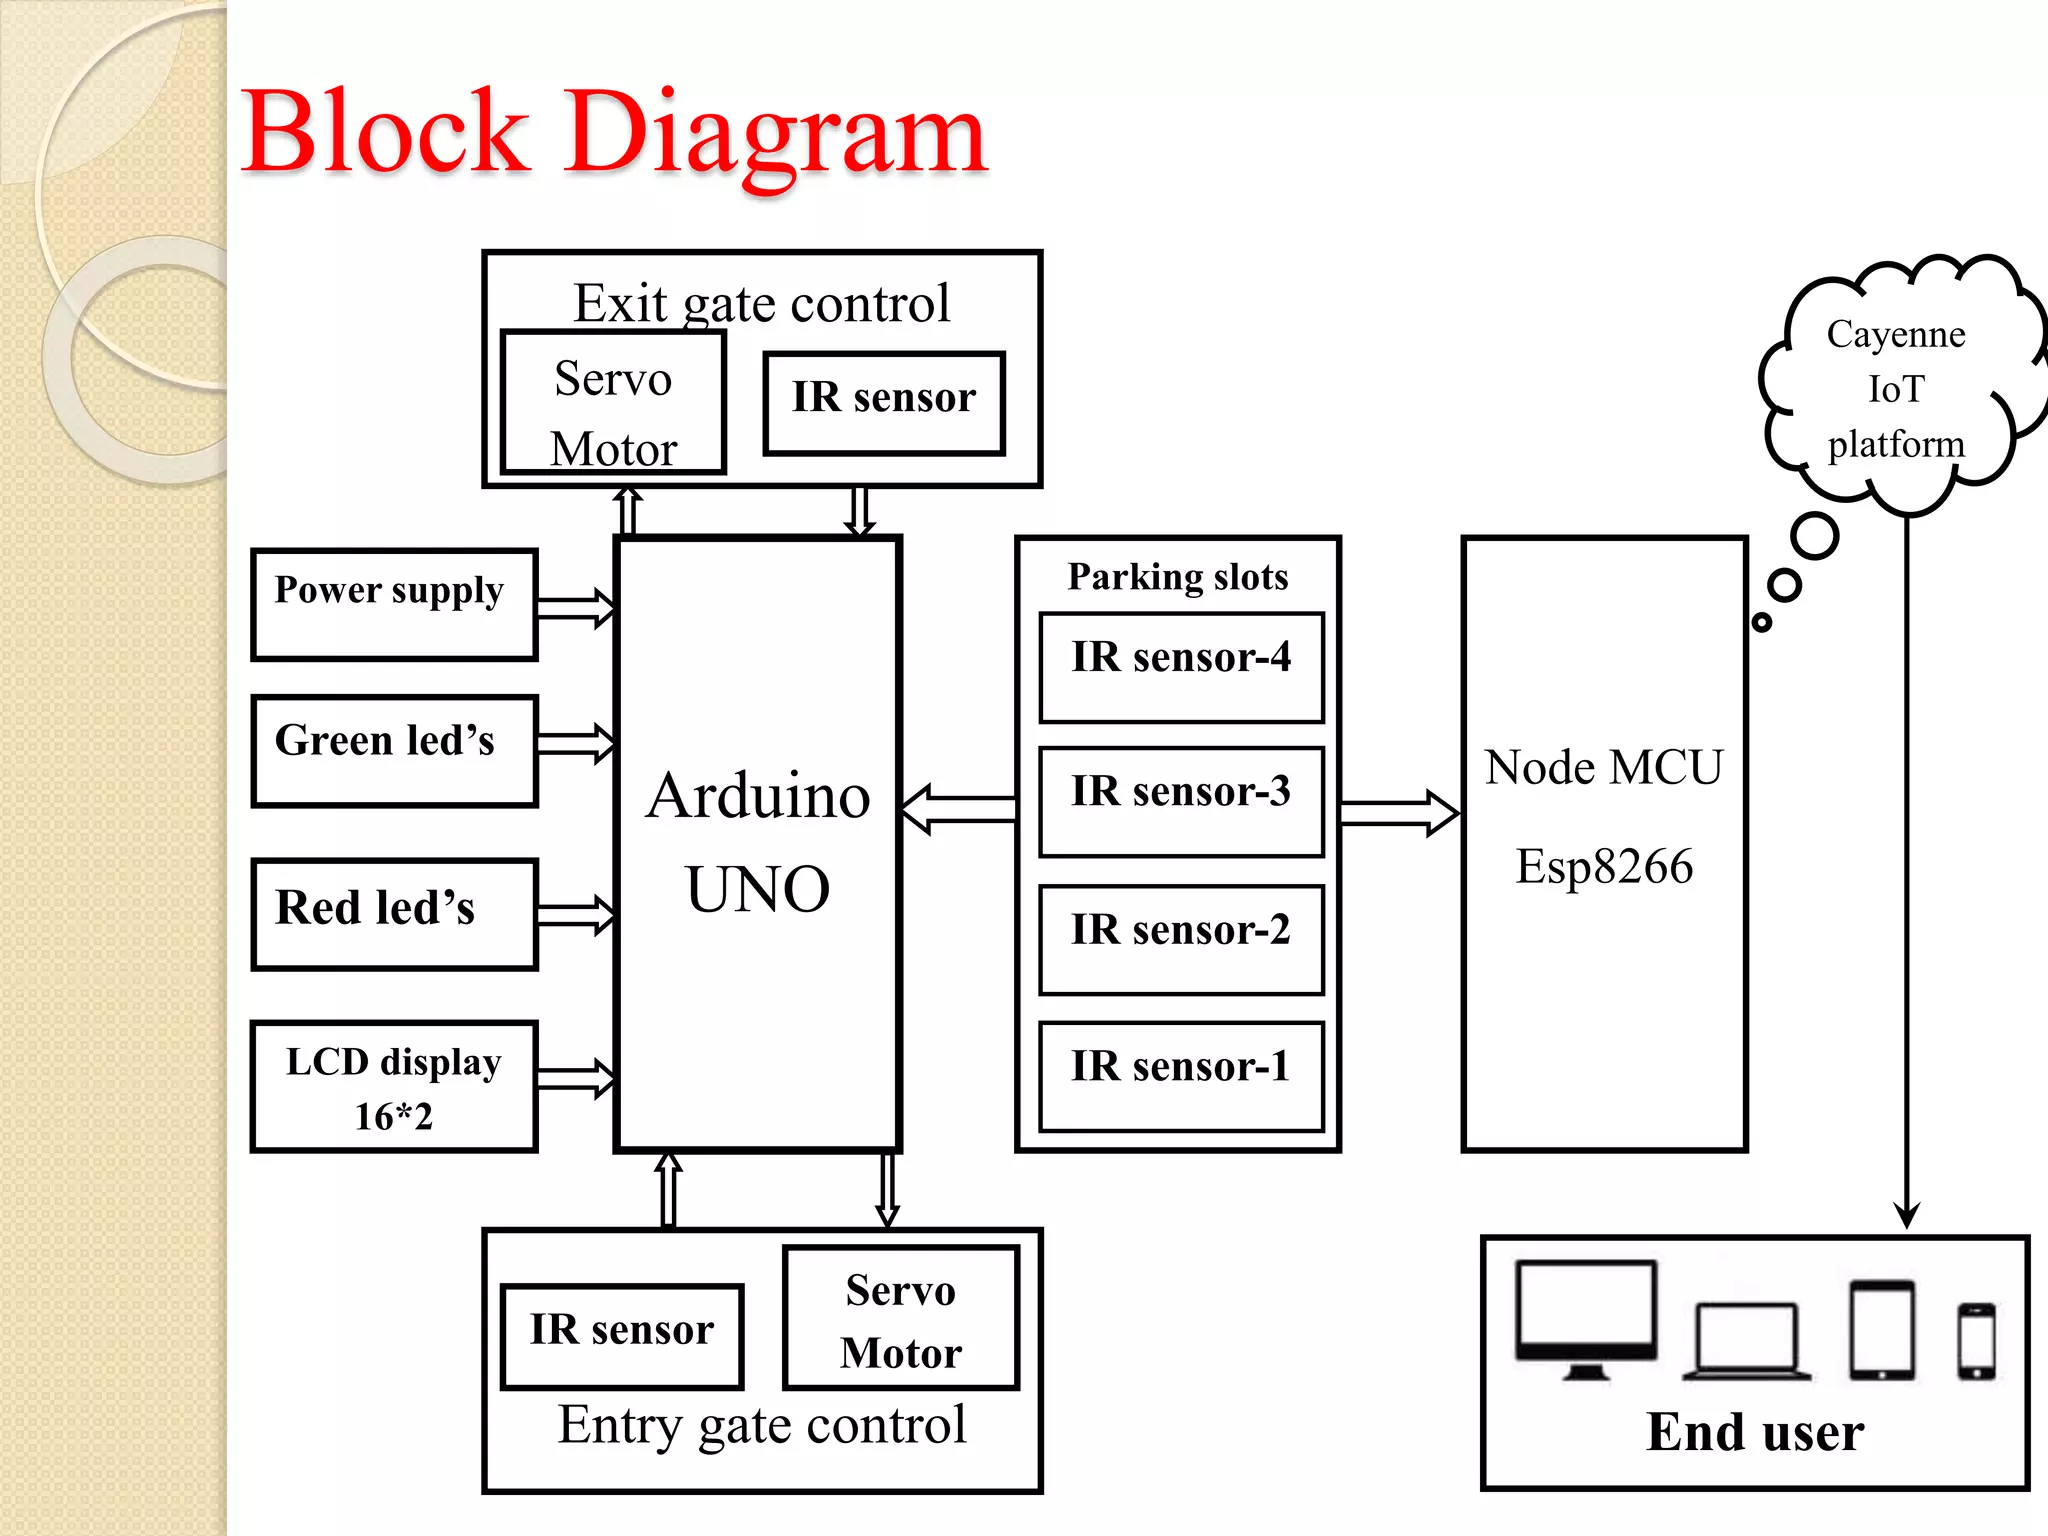 Block Diagram
Exit gate control
Servo
Motor
IR sensor
Cayenne
IoT
platform
Power supply
Green led’s
Red led’s
LCD display
16*2
Arduino
UNO
Parking slots
IR sensor-4
IR sensor-3
IR sensor-2
IR sensor-1
Node MCU
Esp8266
IR sensor
Servo
Motor
Entry gate control
End user